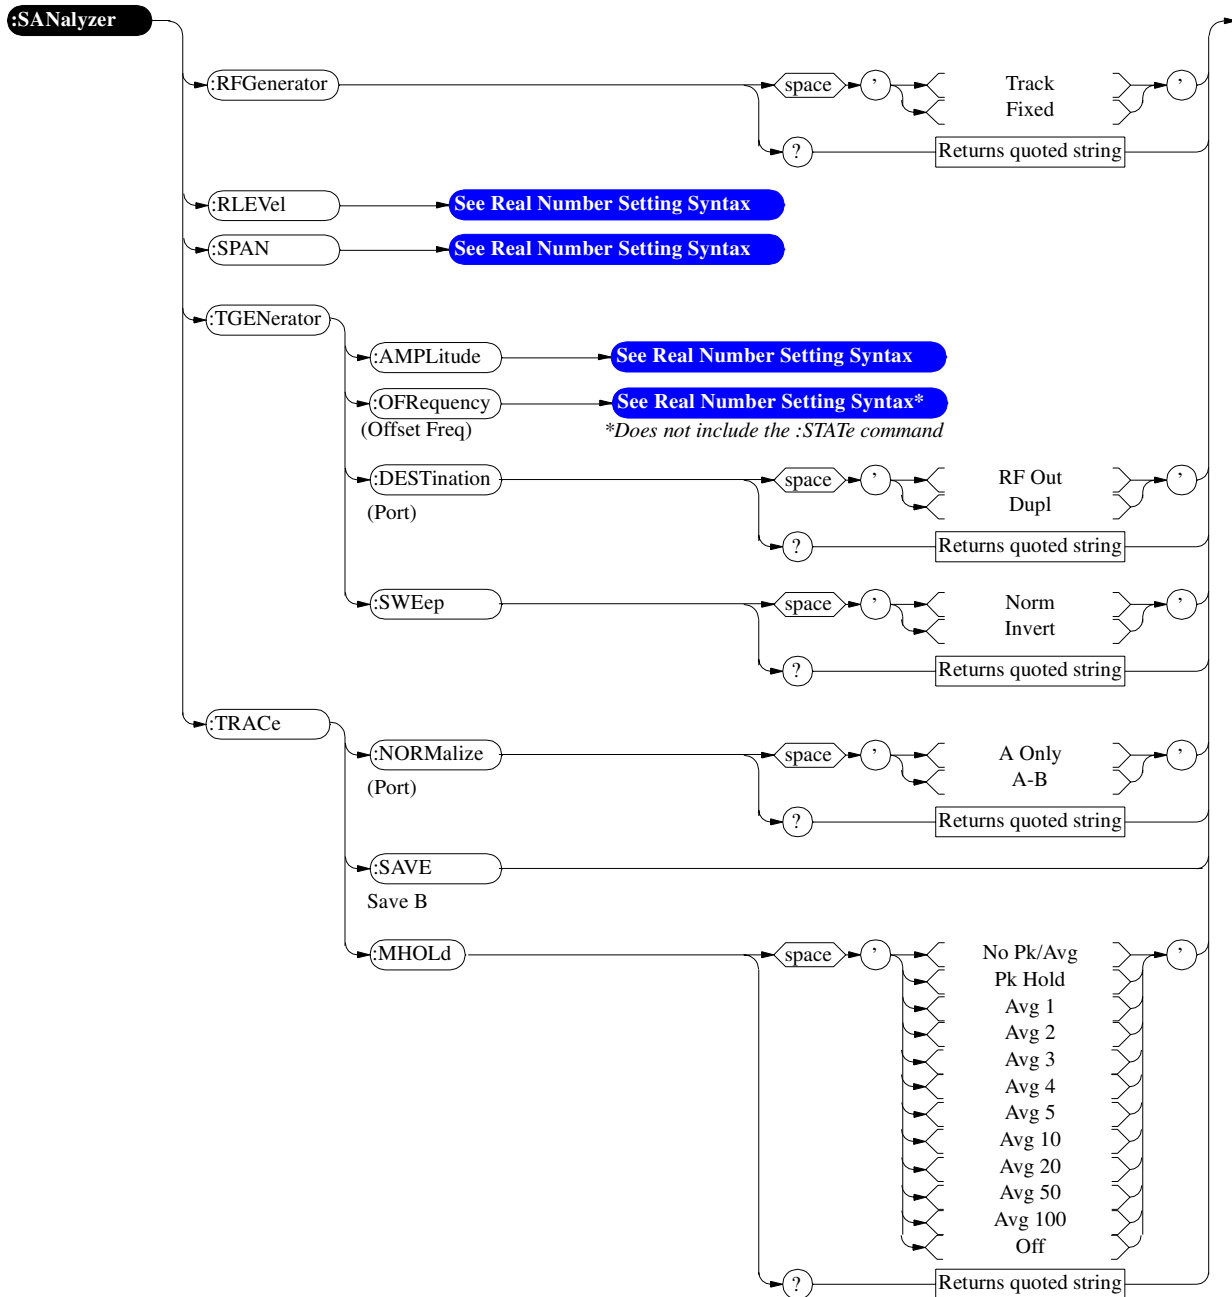 :SANalyzer
:RFGenerator space ' Track '
Fixed
? Returns quoted string
:RLEVel See Real Number Setting Syntax
:SPAN See Real Number Setting Syntax
:TGENerator
:AMPLitude See Real Number Setting Syntax
:OFRequency See Real Number Setting Syntax*
(Offset Freq) *Does not include the :STATe command
:DESTination space ' RF Out '
(Port) Dupl
? Returns quoted string
:SWEep space ' Norm '
Invert
? Returns quoted string
:TRACe
:NORMalize space ' A Only '
(Port) A-B
? Returns quoted string
:SAVE
Save B
:MHOLd space ' No Pk/Avg '
Pk Hold
Avg 1
Avg 2
Avg 3
Avg 4
Avg 5
Avg 10
Avg 20
Avg 50
Avg 100
Off
? Returns quoted string